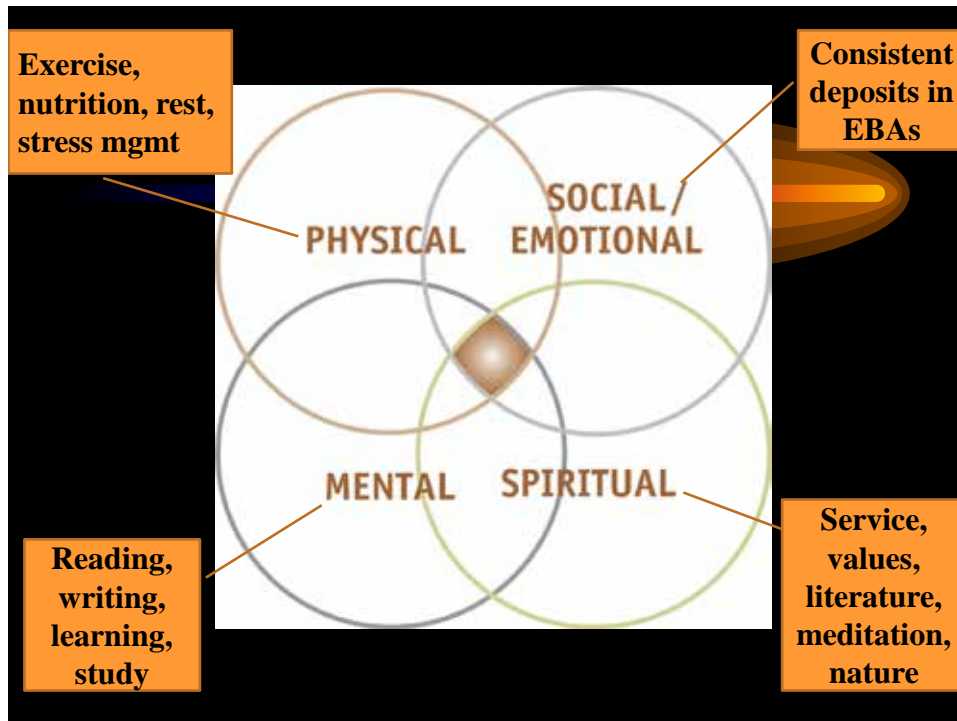 Exercise,
nutrition, rest,
stress mgmt
Consistent
deposits in
EBAs
PHYSICAL
SOCIAL/
EMOTIONAL
MENTAL
SPIRITUAL
Reading,
writing,
learning,
study
Service,
values,
literature,
meditation,
nature